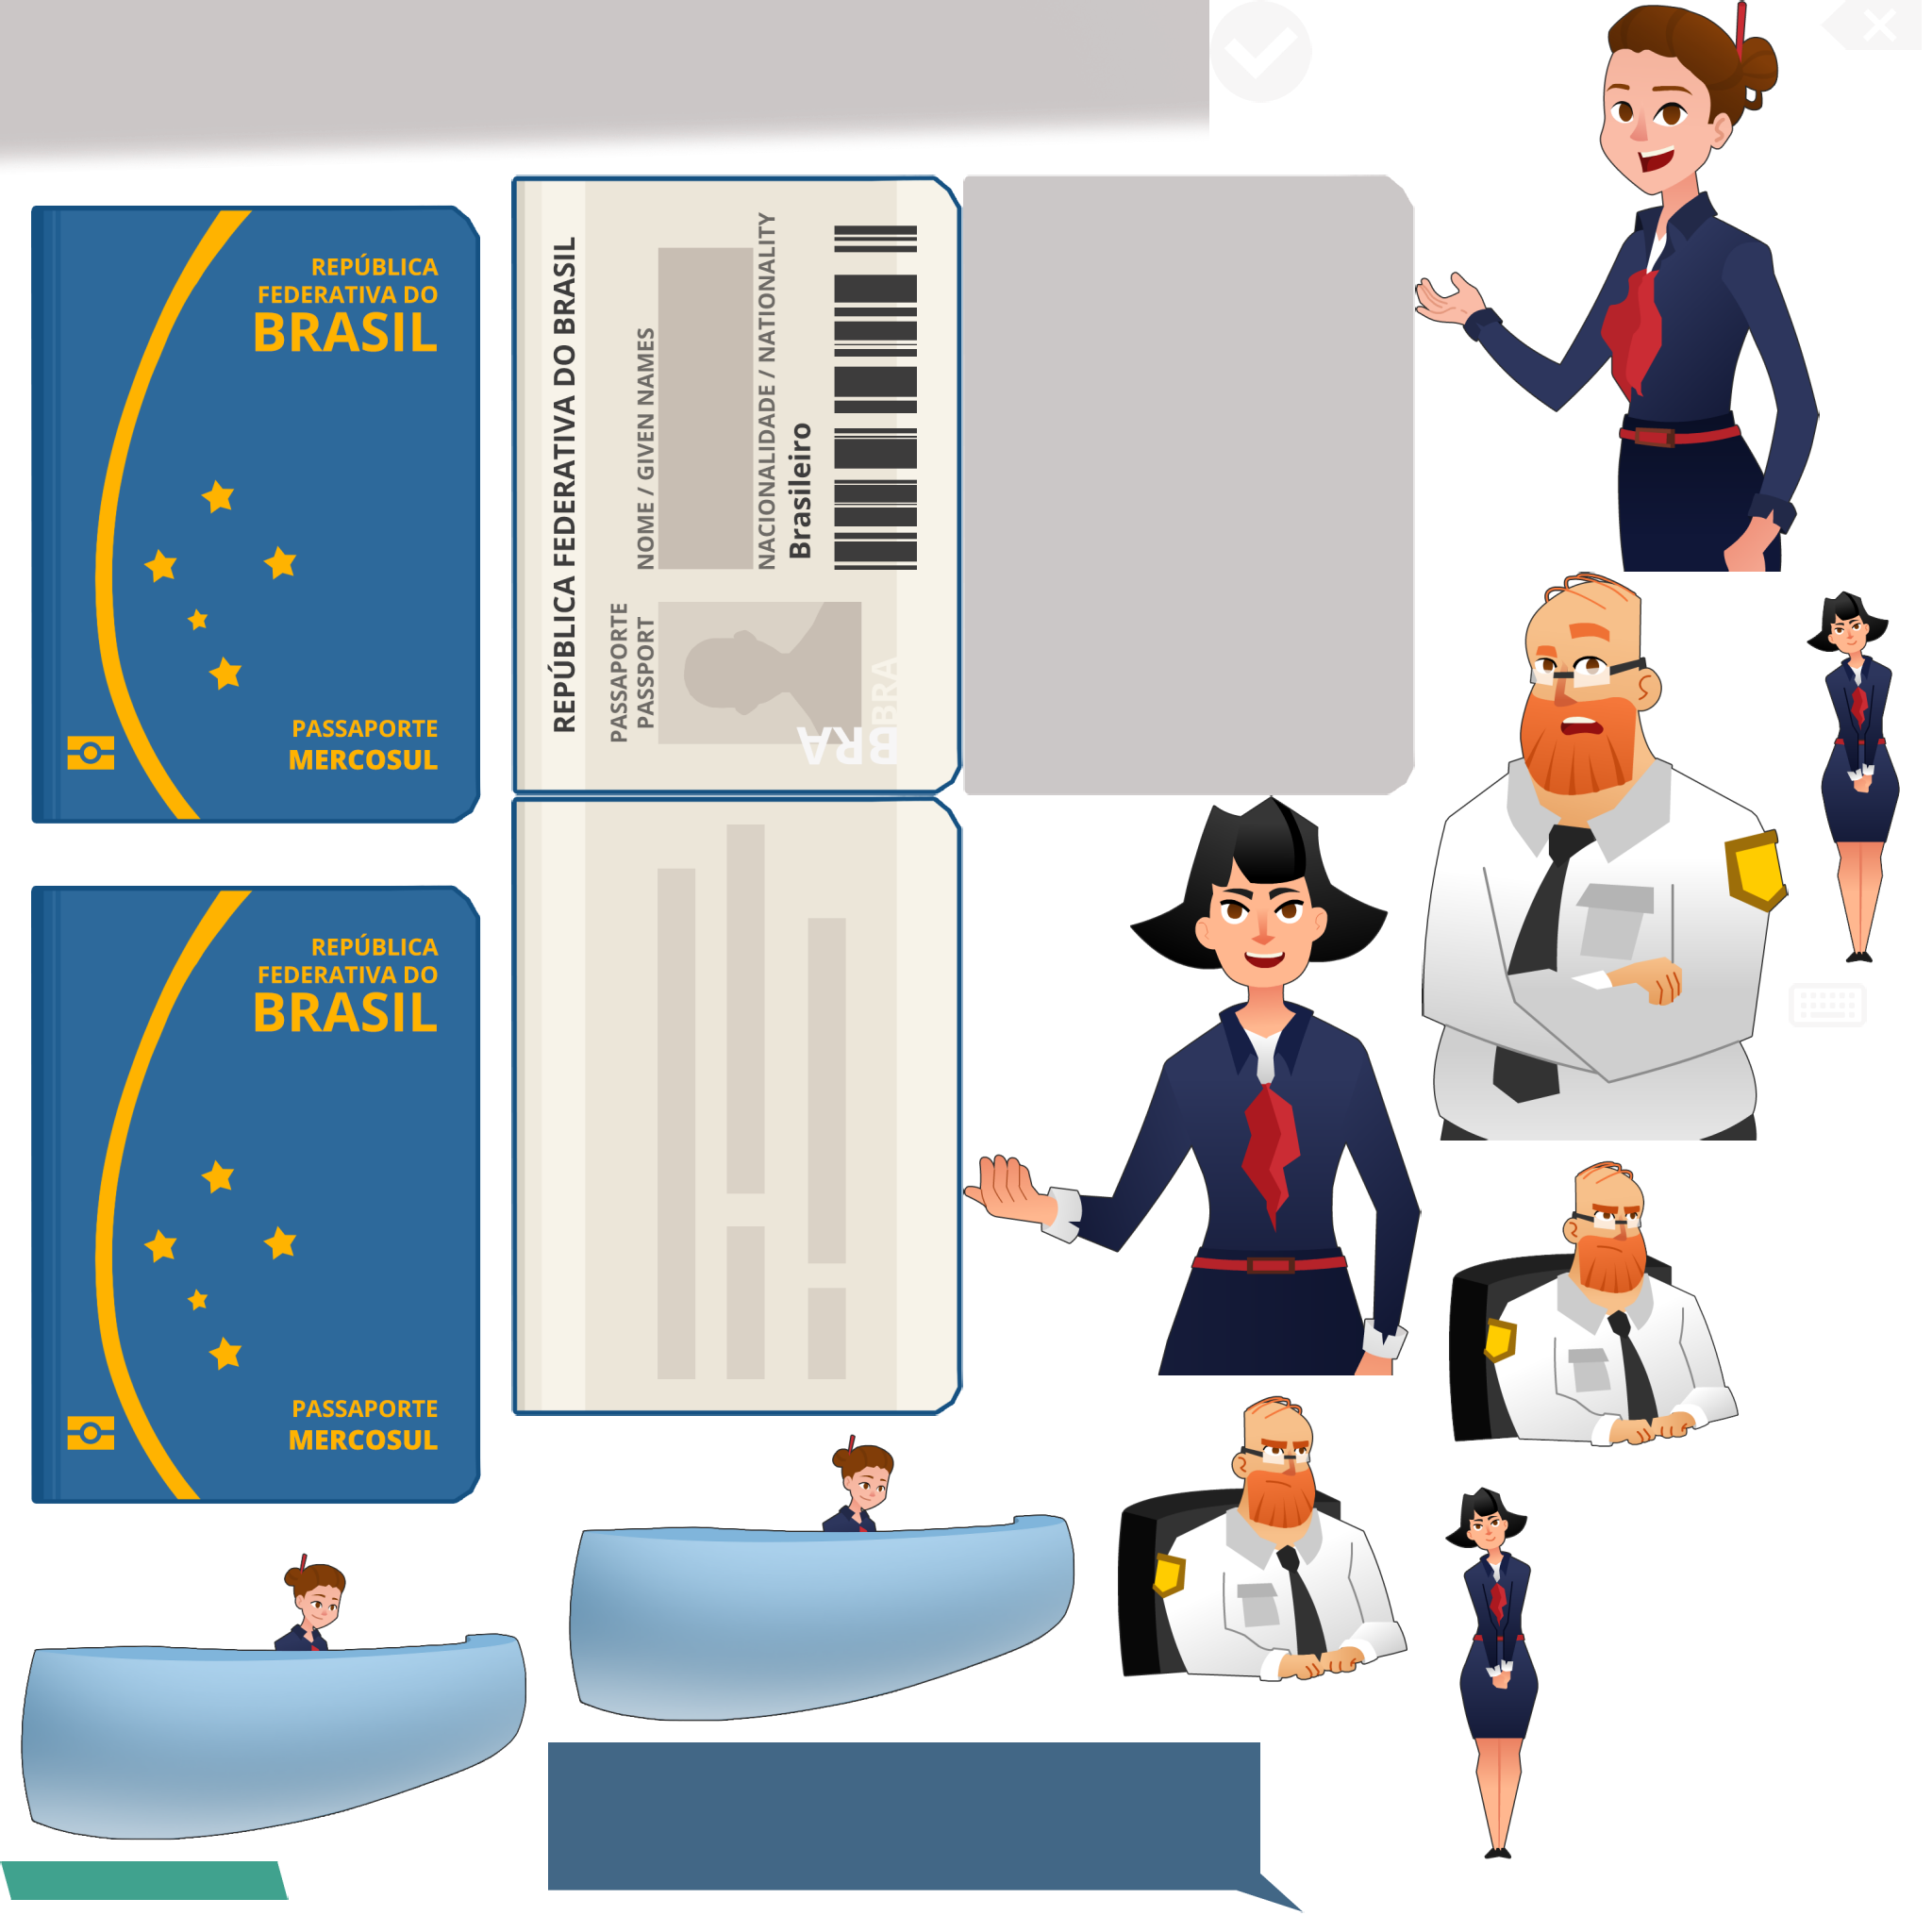 REPÚBLICA
FEDERATIVA DO
BRASIL
PASSAPORTE
MERCOSUL
REPÚBLICA FEDERATIVA DO BRASIL
PASSAPORTE
PASSPORT
NOME / GIVEN NAMES
NACIONALIDADE / NATIONALITY
Brasileiro
BRA
BRA
REPÚBLICA
FEDERATIVA DO
BRASIL
PASSAPORTE
MERCOSUL